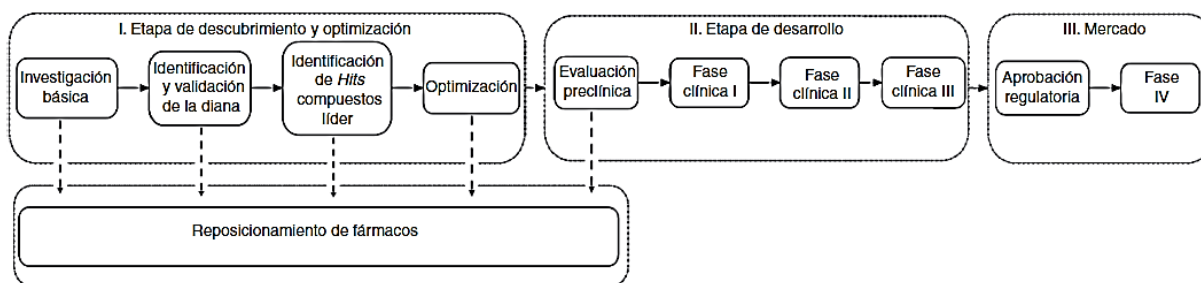 I. Etapa de descubrimiento y optimización
Investigación
básica
Identificación
y validación
de la diana
Identificación
de Hits
compuestos
líder
Optimización
II. Etapa de desarrollo
Evaluación
preclínica
Fase
clínica I
Fase
clínica II
Fase
clínica III
III. Mercado
Aprobación
regulatoria
Fase
IV
Reposicionamiento de fármacos